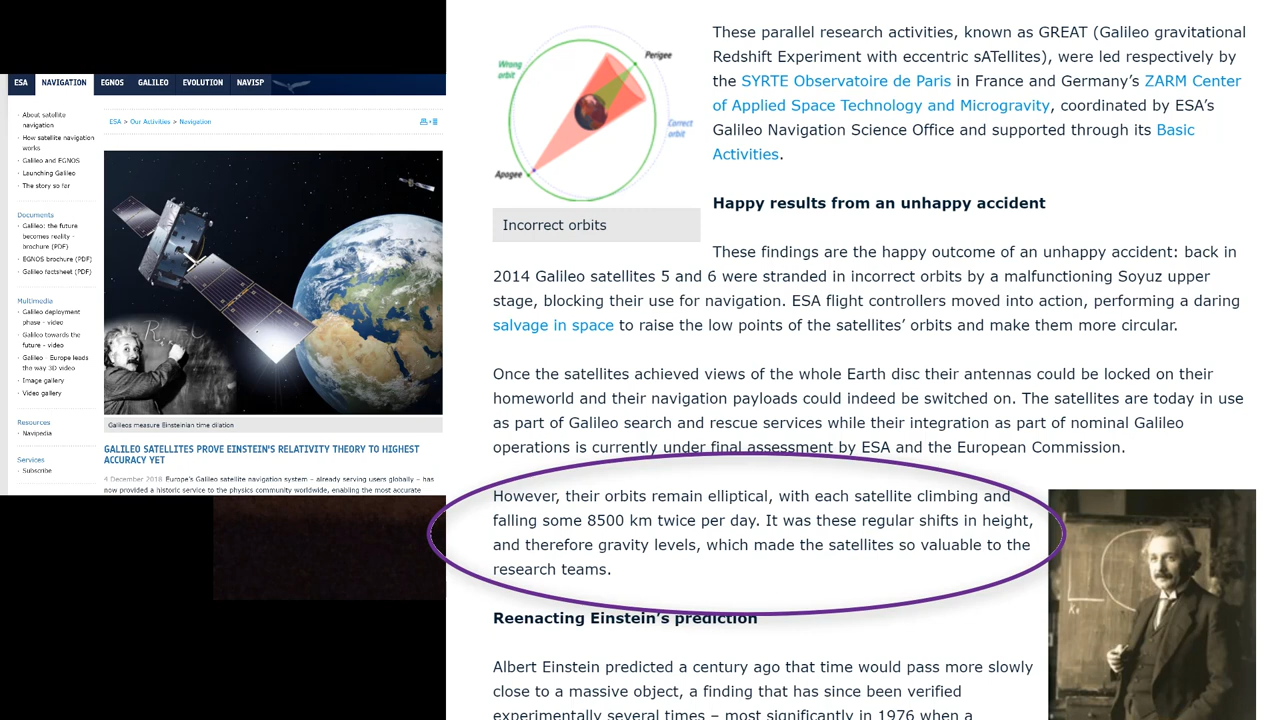 ESA NAVIGATION EGNOS GALILEO EVOLUTION NAVISP
About satellite
navigation
How satellite navigation
works
Galileo and EGNOS
Launching Galileo
The story so far
Documents
Galileo: the future
becomes reality -
brochure (PDF)
EGNOS brochure (PDF)
Galileo factsheet (PDF)
Multimedia
Galileo deployment
phase - video
Galileo towards the
future - video
Galileo - Europe leads
the way 3D video
Image gallery
Video gallery
Resources
Navipedia
Services
Subscribe
ESA > Our Activities > Navigation
Galileos measure Einsteinian time dilation
GALILEO SATELLITES PROVE EINSTEIN'S RELATIVITY THEORY TO HIGHEST
ACCURACY YET
4 December 2018 Europe's Galileo satellite navigation system – already serving users globally – has
now provided a historic service to the physics community worldwide, enabling the most accurate
Wrong
orbit
Perigee
Correct
orbit
Apogee
Incorrect orbits
These parallel research activities, known as GREAT (Galileo gravitational
Redshift Experiment with eccentric sATellites), were led respectively by
the SYRTE Observatoire de Paris in France and Germany's ZARM Center
of Applied Space Technology and Microgravity, coordinated by ESA's
Galileo Navigation Science Office and supported through its Basic
Activities.
Happy results from an unhappy accident
These findings are the happy outcome of an unhappy accident: back in
2014 Galileo satellites 5 and 6 were stranded in incorrect orbits by a malfunctioning Soyuz upper
stage, blocking their use for navigation. ESA flight controllers moved into action, performing a daring
salvage in space to raise the low points of the satellites' orbits and make them more circular.
Once the satellites achieved views of the whole Earth disc their antennas could be locked on their
homeworld and their navigation payloads could indeed be switched on. The satellites are today in use
as part of Galileo search and rescue services while their integration as part of nominal Galileo
operations is currently under final assessment by ESA and the European Commission.
However, their orbits remain elliptical, with each satellite climbing and
falling some 8500 km twice per day. It was these regular shifts in height,
and therefore gravity levels, which made the satellites so valuable to the
research teams.
Reenacting Einstein's prediction
Albert Einstein predicted a century ago that time would pass more slowly
close to a massive object, a finding that has since been verified
experimentally several times – most significantly in 1976 when a